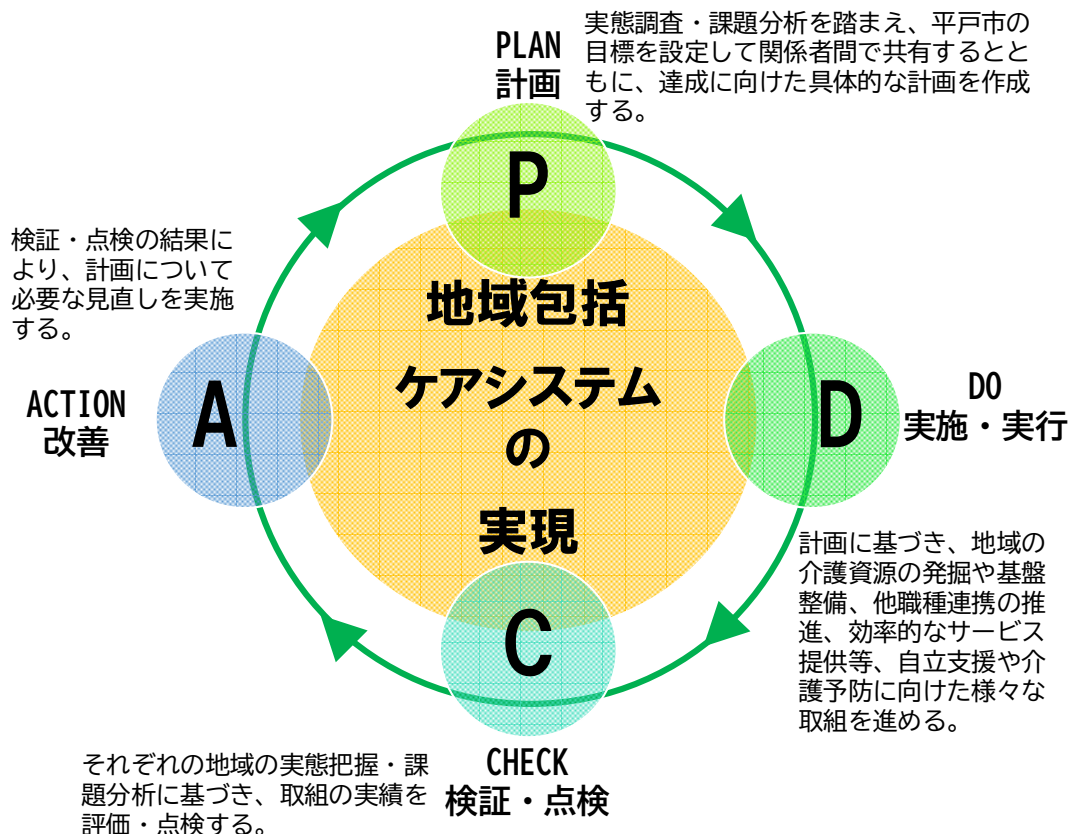 PLAN
計画
実態調査・課題分析を踏まえ、平戸市の
目標を設定して関係者間で共有するとと
もに、達成に向けた具体的な計画を作成
する。
P
検証・点検の結果に
より、計画について
必要な見直しを実施
する。
地域包括
ケアシステム
の
実現
A
ACTION
改善
D
DO
実施・実行
計画に基づき、地域の
介護資源の発掘や基盤
整備、他職種連携の推
進、効率的なサービス
提供等、自立支援や介
護予防に向けた様々な
取組を進める。
C
CHECK
検証・点検
それぞれの地域の実態把握・課
題分析に基づき、取組の実績を
評価・点検する。